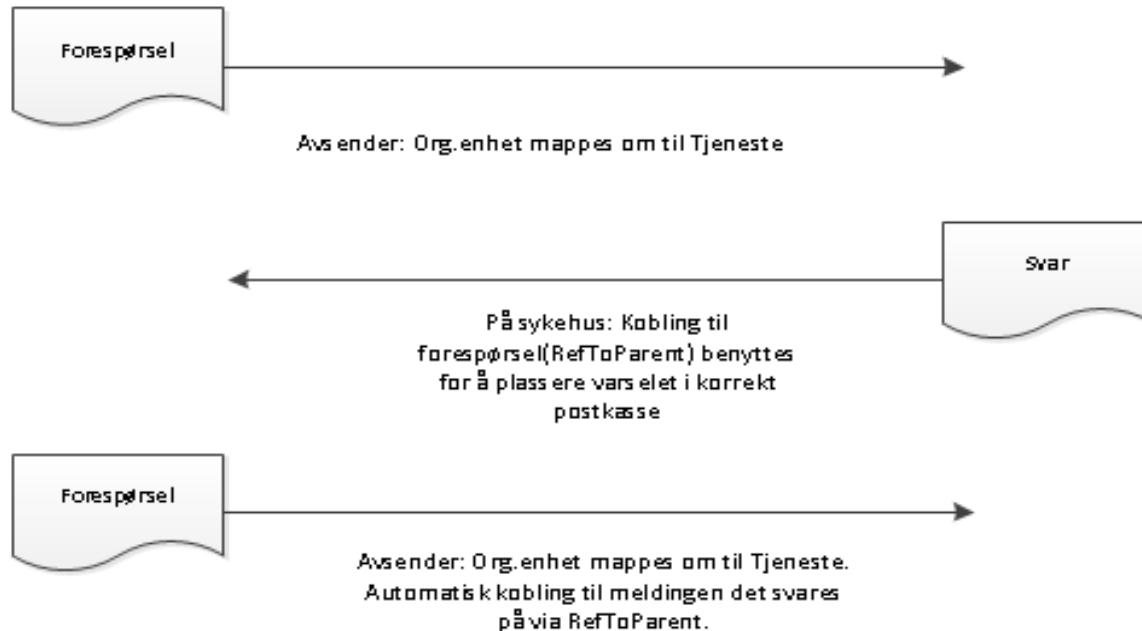 Forespørsel
Avsender: Org.enhet mappes om til Tjeneste
Svar
På sykehus: Kobling til
forespørsel(RefToParent) benyttes
for å plassere varselet i korrekt
postkasse
Forespørsel
Avsender: Org.enhet mappes om til Tjeneste.
Automatisk kobling til meldingen det svares
på via RefToParent.